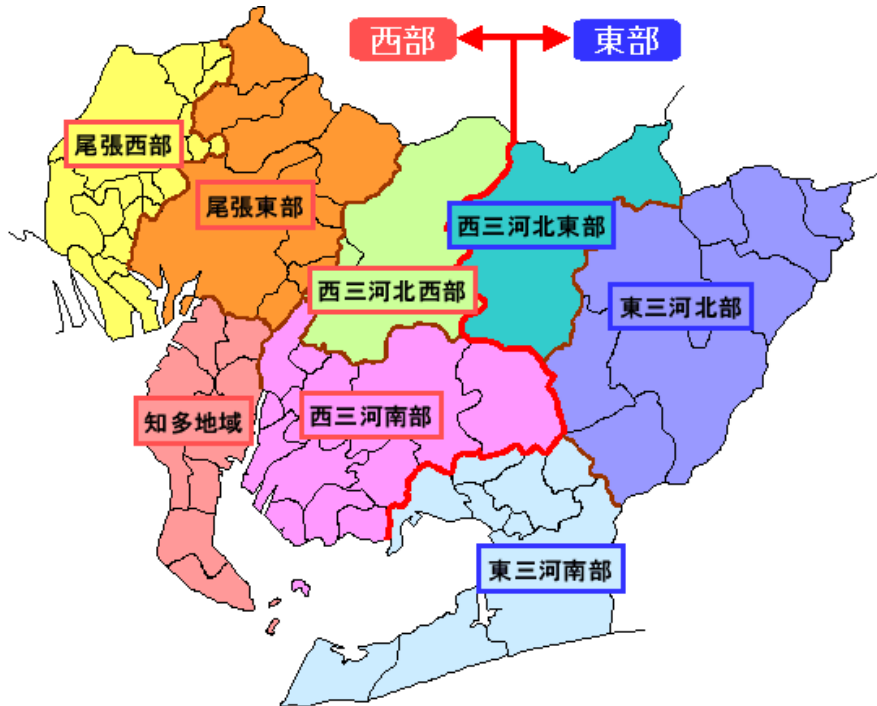 西部
東部
尾張西部
尾張東部
西三河北東部
西三河北西部
東三河北部
知多地域
西三河南部
東三河南部